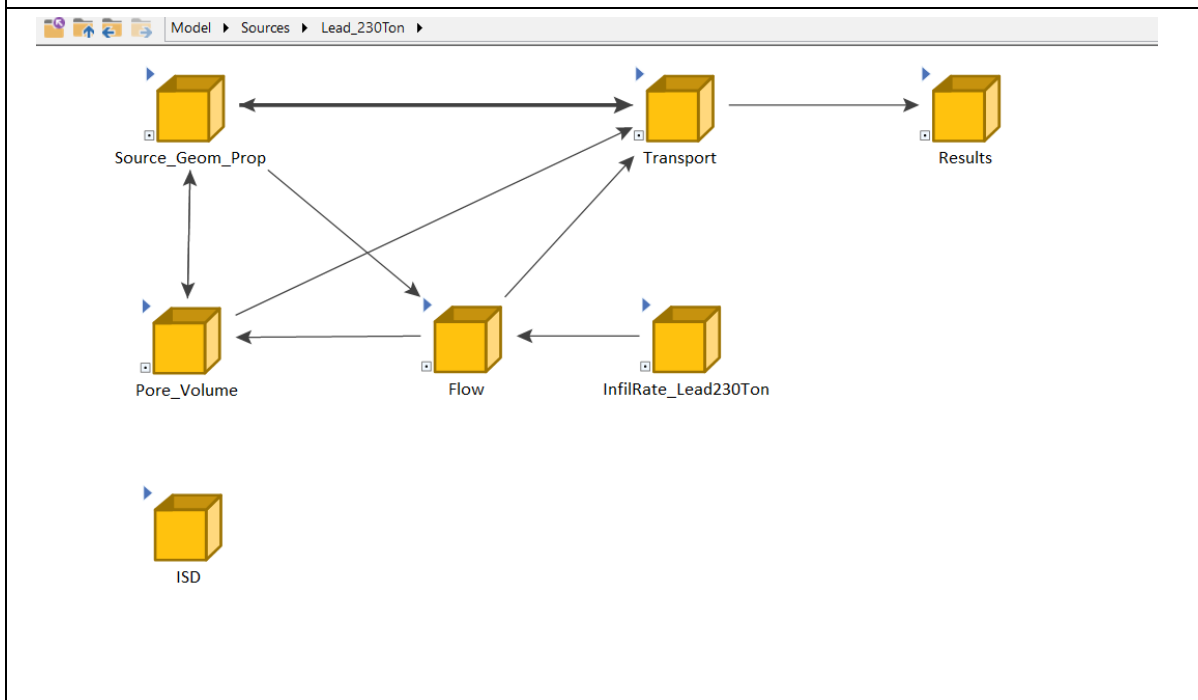 Model Sources Lead_230Ton
Source_Geom_Prop
Transport
Results
Pore_Volume
Flow
InfilRate_Lead230Ton
ISD